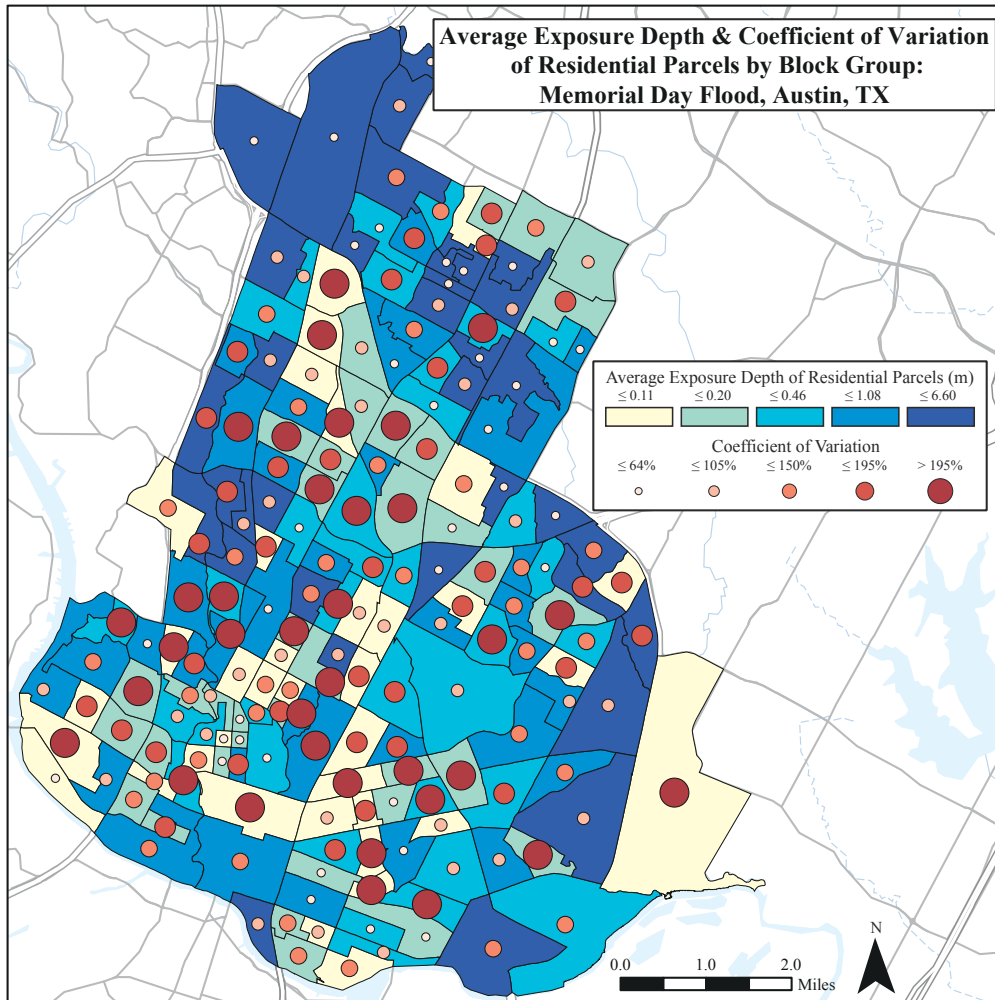 Average Exposure Depth & Coefficient of Variation
of Residential Parcels by Block Group:
Memorial Day Flood, Austin, TX
Average Exposure Depth of Residential Parcels (m)
≤ 0.11 ≤ 0.20 ≤ 0.46 ≤ 1.08 ≤ 6.60
Coefficient of Variation
≤ 64% ≤ 105% ≤ 150% ≤ 195% > 195%
N
0.0 1.0 2.0
Miles